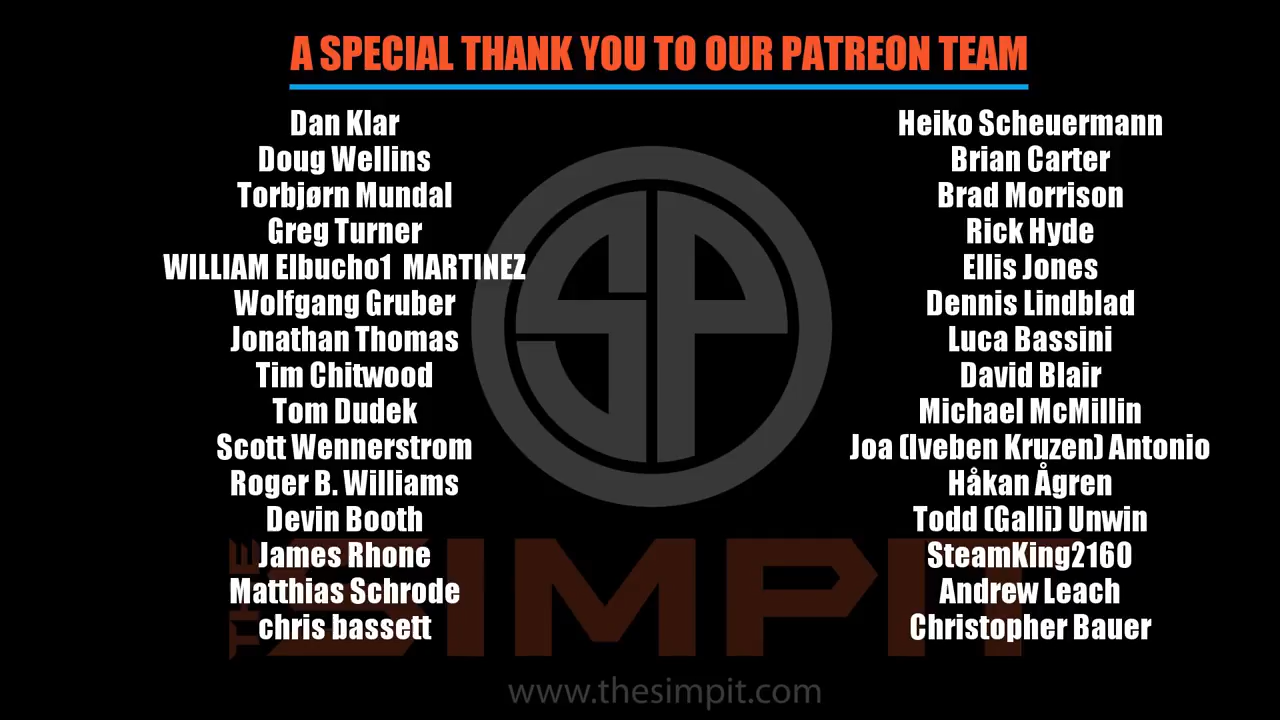 A SPECIAL THANK YOU TO OUR PATREON TEAM
Dan Klar
Doug Wellins
Torbjørn Mundal
Greg Turner
WILLIAM Elbucho1  MARTINEZ
Wolfgang Gruber
Jonathan Thomas
Tim Chitwood
Tom Dudek
Scott Wennerstrom
Roger B. Williams
Devin Booth
James Rhone
Matthias Schrode
chris bassett
Heiko Scheuermann
Brian Carter
Brad Morrison
Rick Hyde
Ellis Jones
Dennis Lindblad
Luca Bassini
David Blair
Michael McMillin
Joa (Iveben Kruzen) Antonio
Håkan Ågren
Todd (Galli) Unwin
SteamKing2160
Andrew Leach
Christopher Bauer
SP
THE SIMPIT
www.thesimpit.com